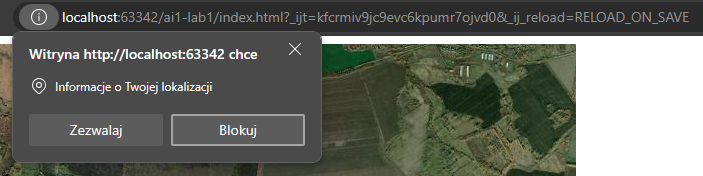 localhost:63342/ai1-lab1/index.html?_ijt=kfcrmiv9jc9evc6kpumr7ojvd0&_ij_reload=RELOAD_ON_SAVE
Witryna http://localhost:63342 chce
Informacje o Twojej lokalizacji
Zezwalaj
Blokuj